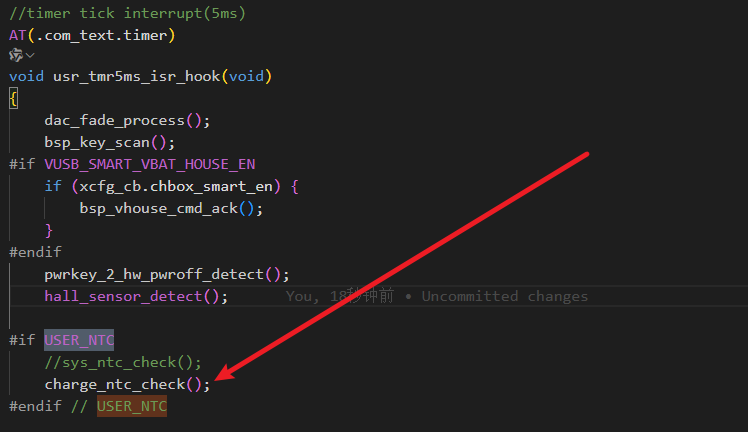 //timer tick interrupt(5ms)
AT(.com_text.timer)
void usr_tmr5ms_isr_hook(void)
{
    dac_fade_process();
    bsp_key_scan();
#if VUSB_SMART_VBAT_HOUSE_EN
    if (xcfg_cb.chbox_smart_en) {
        bsp_vhouse_cmd_ack();
    }
#endif
    pwrkey_2_hw_pwroff_detect();
    hall_sensor_detect();      You, 18秒钟前 • Uncommitted changes
#if USER_NTC
    //sys_ntc_check();
    charge_ntc_check();
#endif // USER_NTC